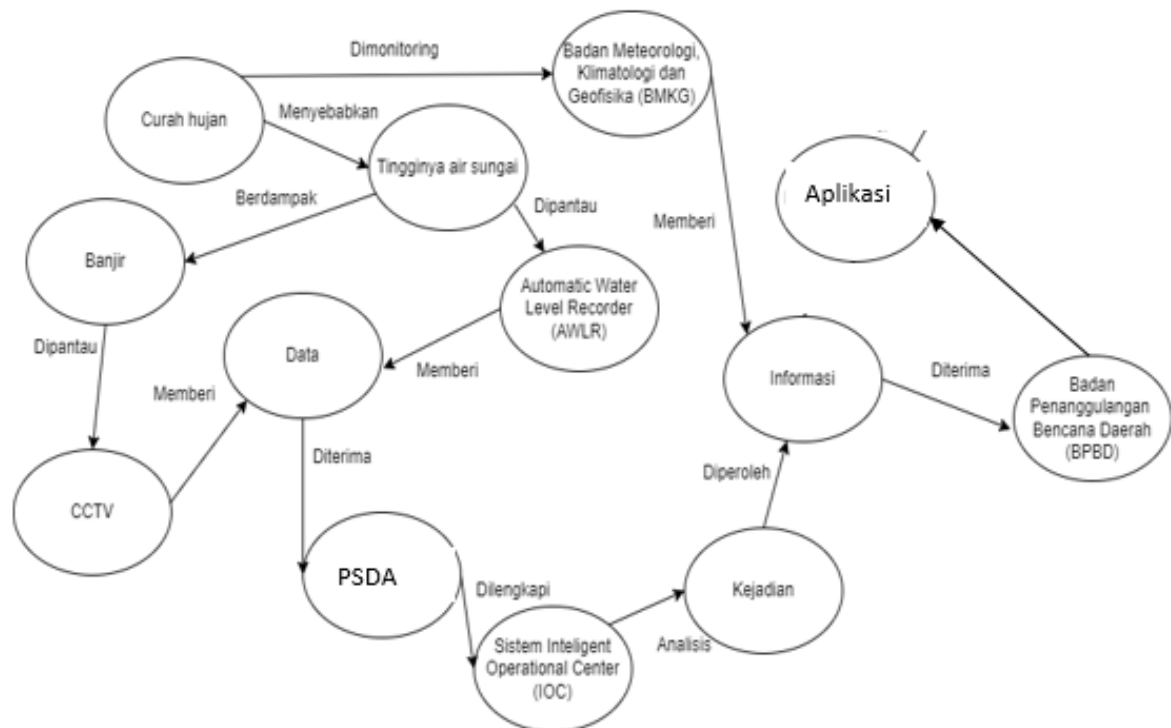 Dimonitoring
Badan Meteorologi,
Klimatologi dan
Geofisika (BMKG)
Curah hujan
Menyebabkan
Tingginya air sungai
Aplikasi
Berdampak
Dipantau
Memberi
Banjir
Automatic Water
Level Recorder
(AWLR)
Dipantau
Data
Memberi
Informasi
Diterima
Badan
Penanggulangan
Bencana Daerah
(BPBD)
Memberi
Diterima
Diperoleh
CCTV
PSDA
Dilengkapi
Kejadian
Sistem Inteligent
Operational Center
(IOC)
Analisis